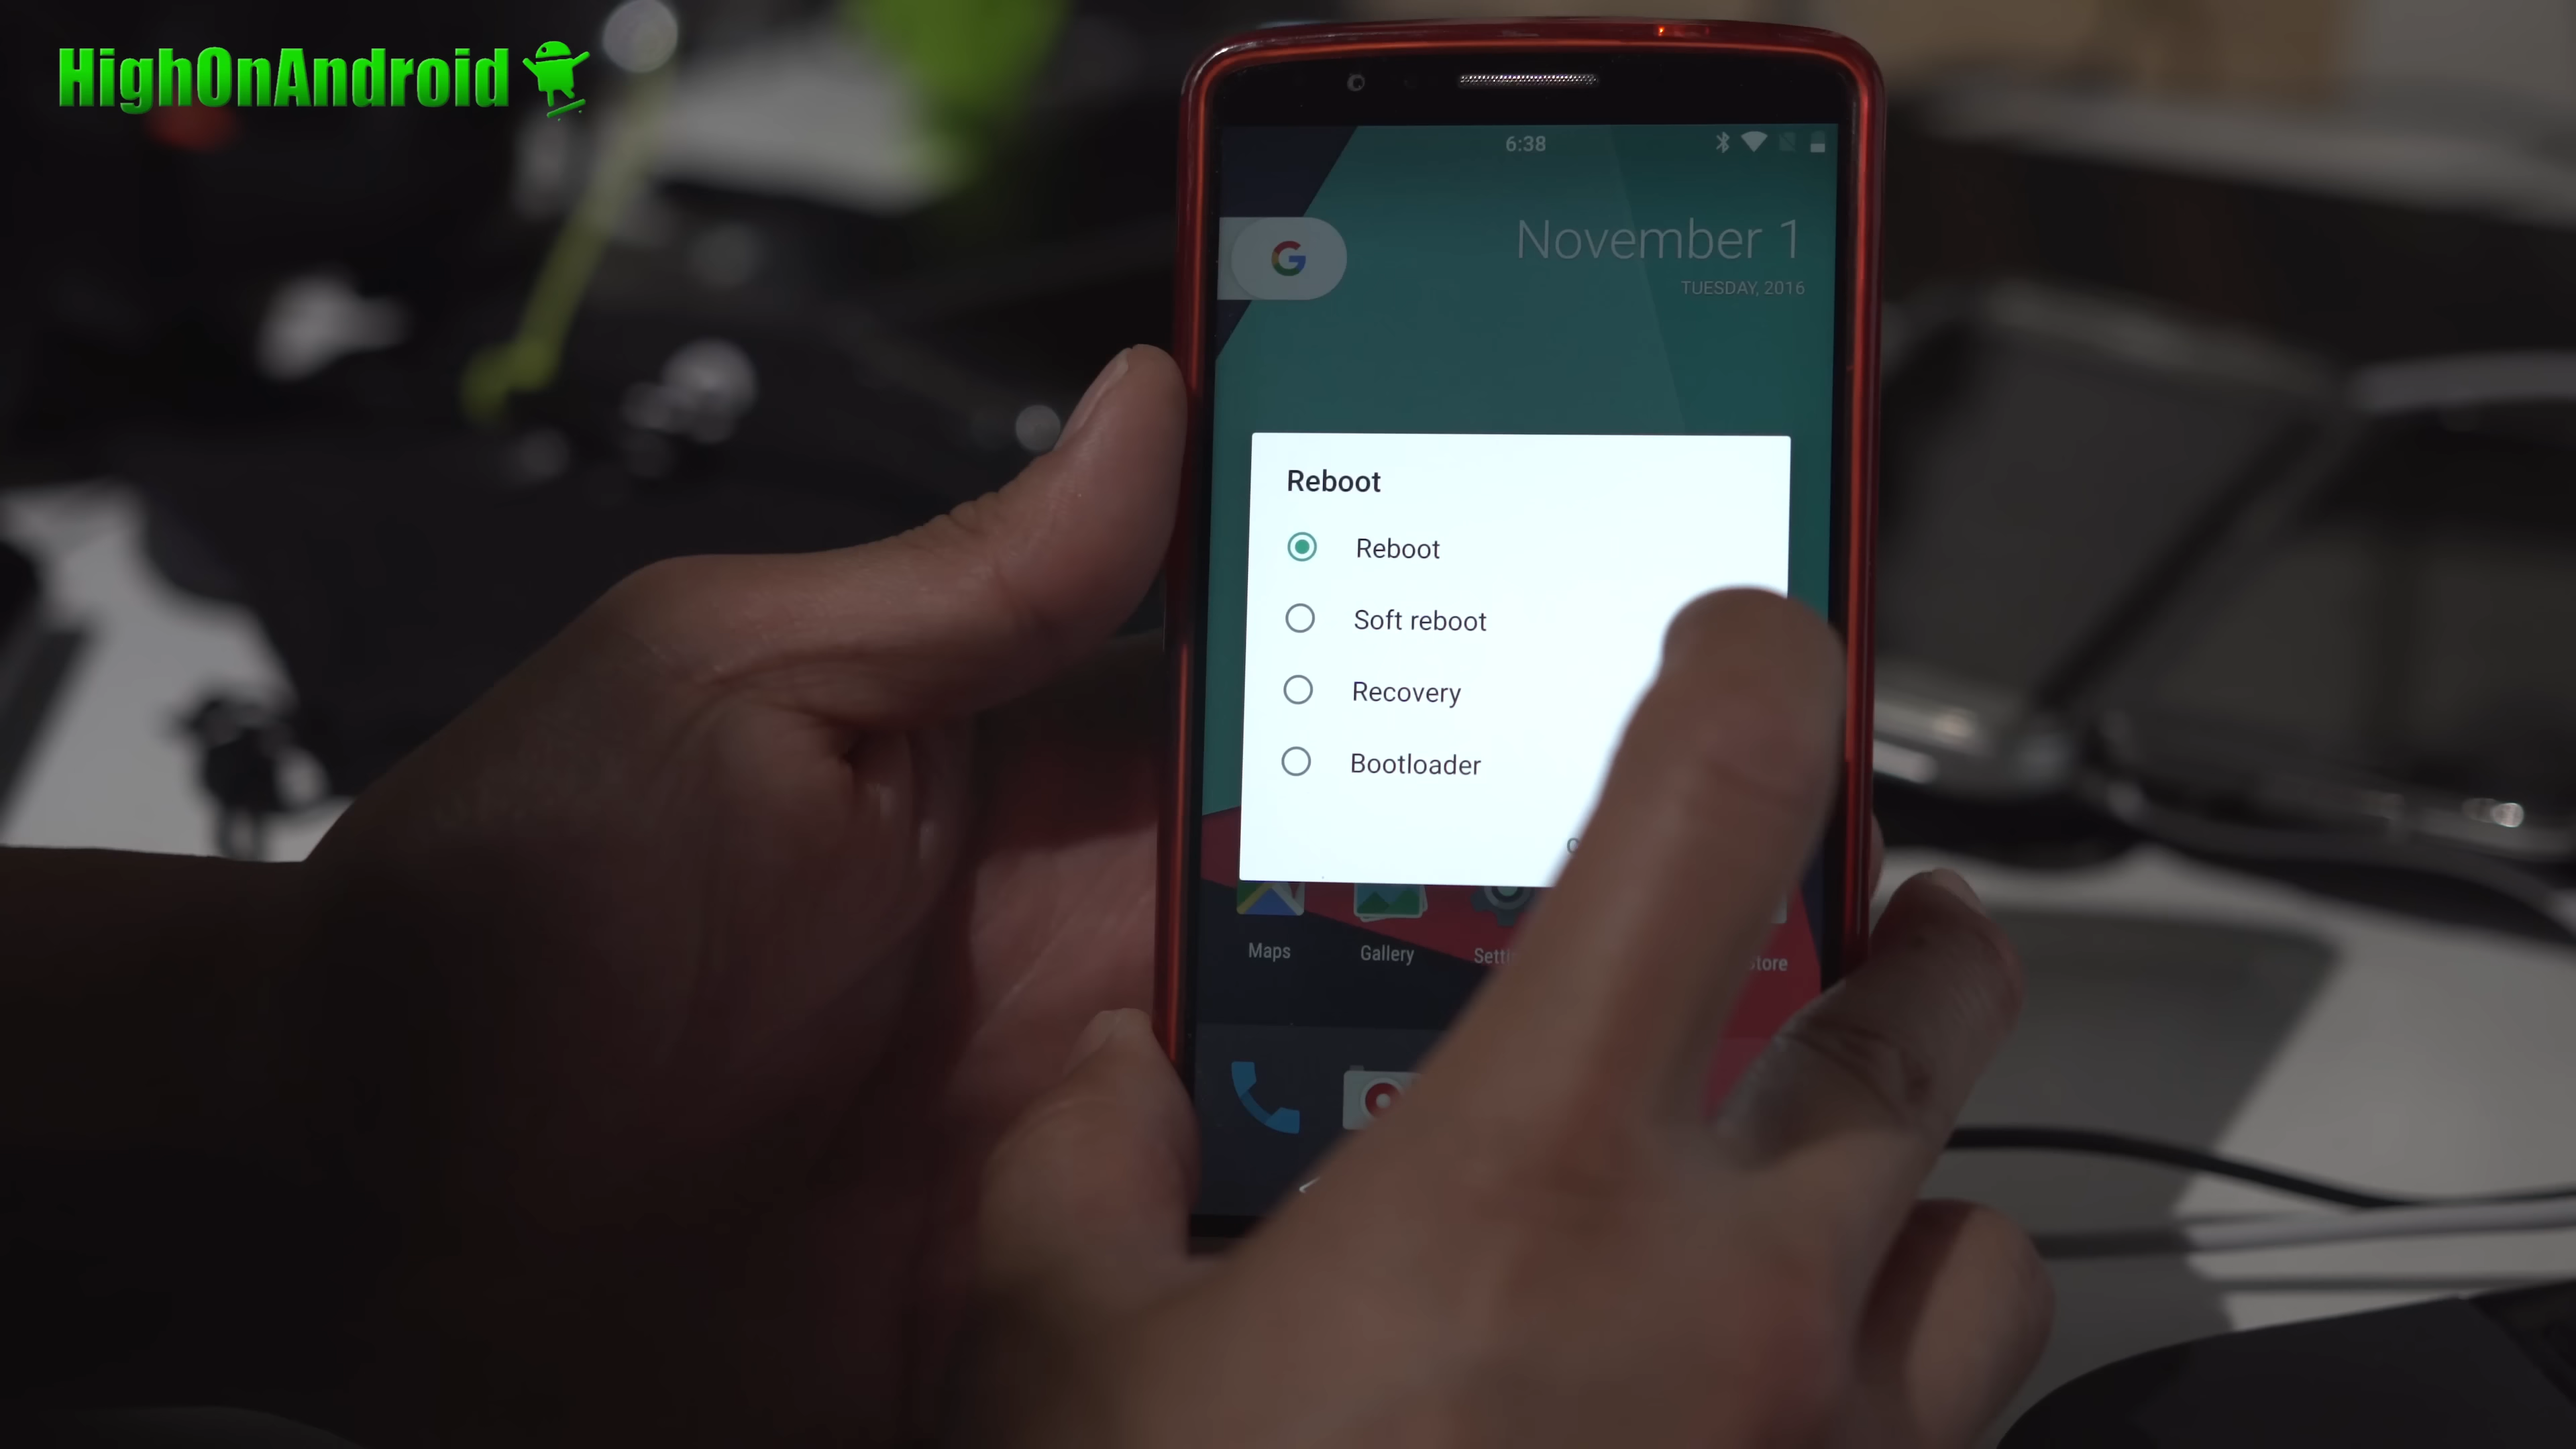 HighOnAndroid
6:38
November 1
TUESDAY, 2016
Reboot
Reboot
Soft reboot
Recovery
Bootloader
Maps
Gallery